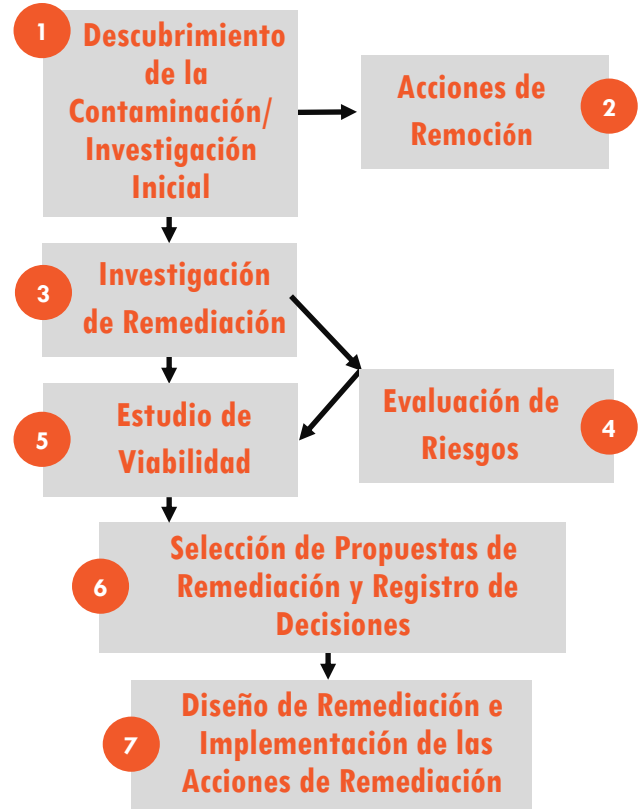 1
Descubrimiento
de la
Contaminación/
Investigación
Inicial
Acciones de
Remoción
2
3
Investigación
de Remediación
Evaluación de
Riesgos
4
5
Estudio de
Viabilidad
6
Selección de Propuestas de
Remediación y Registro de
Decisiones
7
Diseño de Remediación e
Implementación de las
Acciones de Remediación